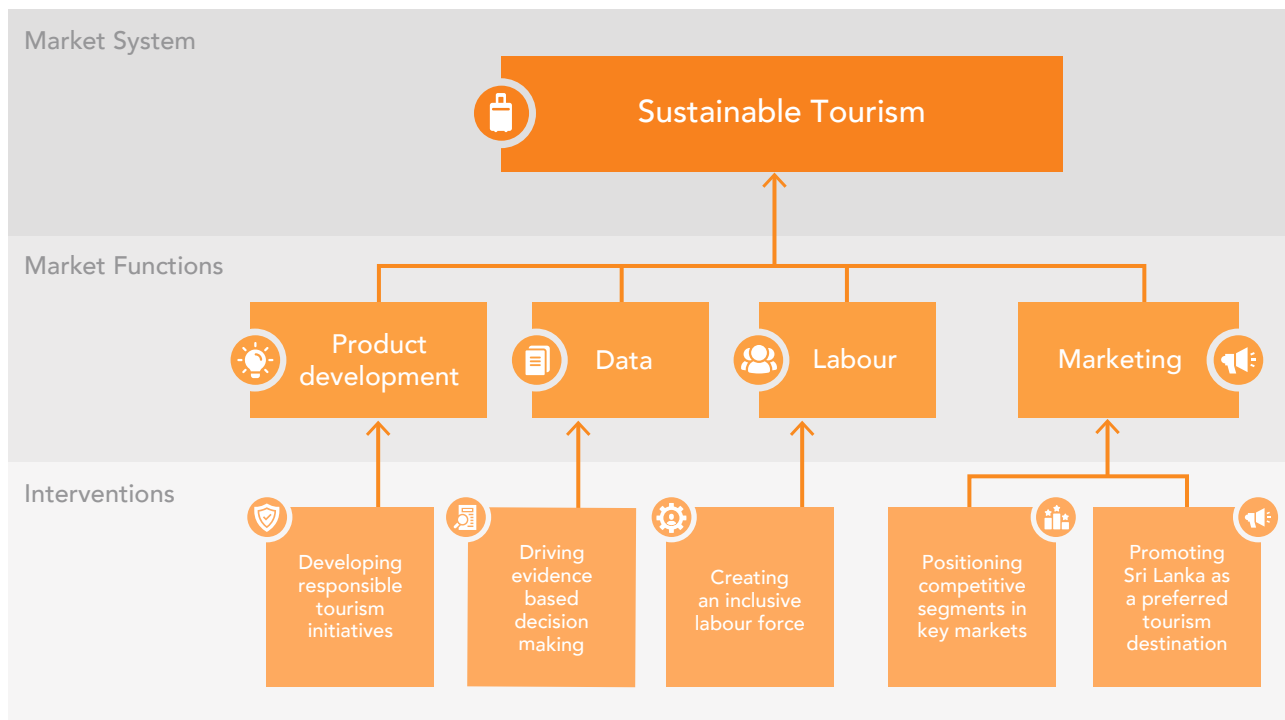 Market System
Sustainable Tourism
Market Functions
Product
development
Data
Labour
Marketing
Interventions
Developing
responsible
tourism
initiatives
Driving
evidence
based
decision
making
Creating
an inclusive
labour force
Positioning
competitive
segments in
key markets
Promoting
Sri Lanka as
a preferred
tourism
destination